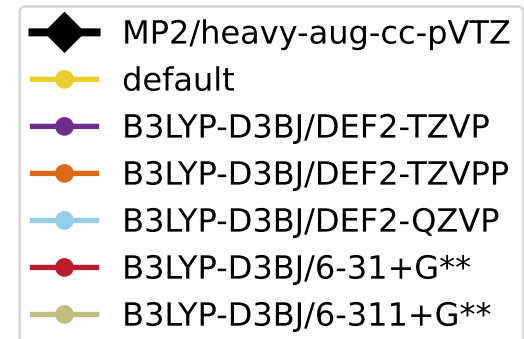 MP2/heavy-aug-cc-pVTZ
default
B3LYP-D3BJ/DEF2-TZVP
B3LYP-D3BJ/DEF2-TZVPP
B3LYP-D3BJ/DEF2-QZVP
B3LYP-D3BJ/6-31+G**
B3LYP-D3BJ/6-311+G**